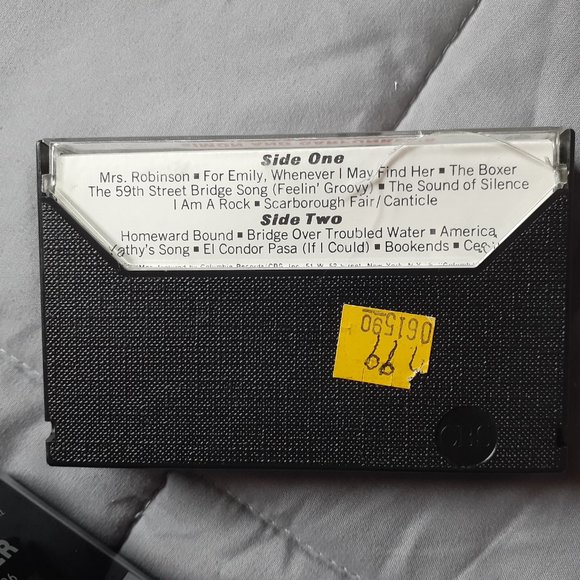 Side One
Mrs. Robinson ▪ For Emily, Whenever I May Find Her ▪ The Boxer
The 59th Street Bridge Song (Feelin' Groovy) ▪ The Sound of Silence
I Am A Rock ▪ Scarborough Fair/Canticle
Side Two
Homeward Bound ▪ Bridge Over Troubled Water ▪ America
Kathy's Song ▪ El Condor Pasa (If I Could) ▪ Bookends
061590
CBS